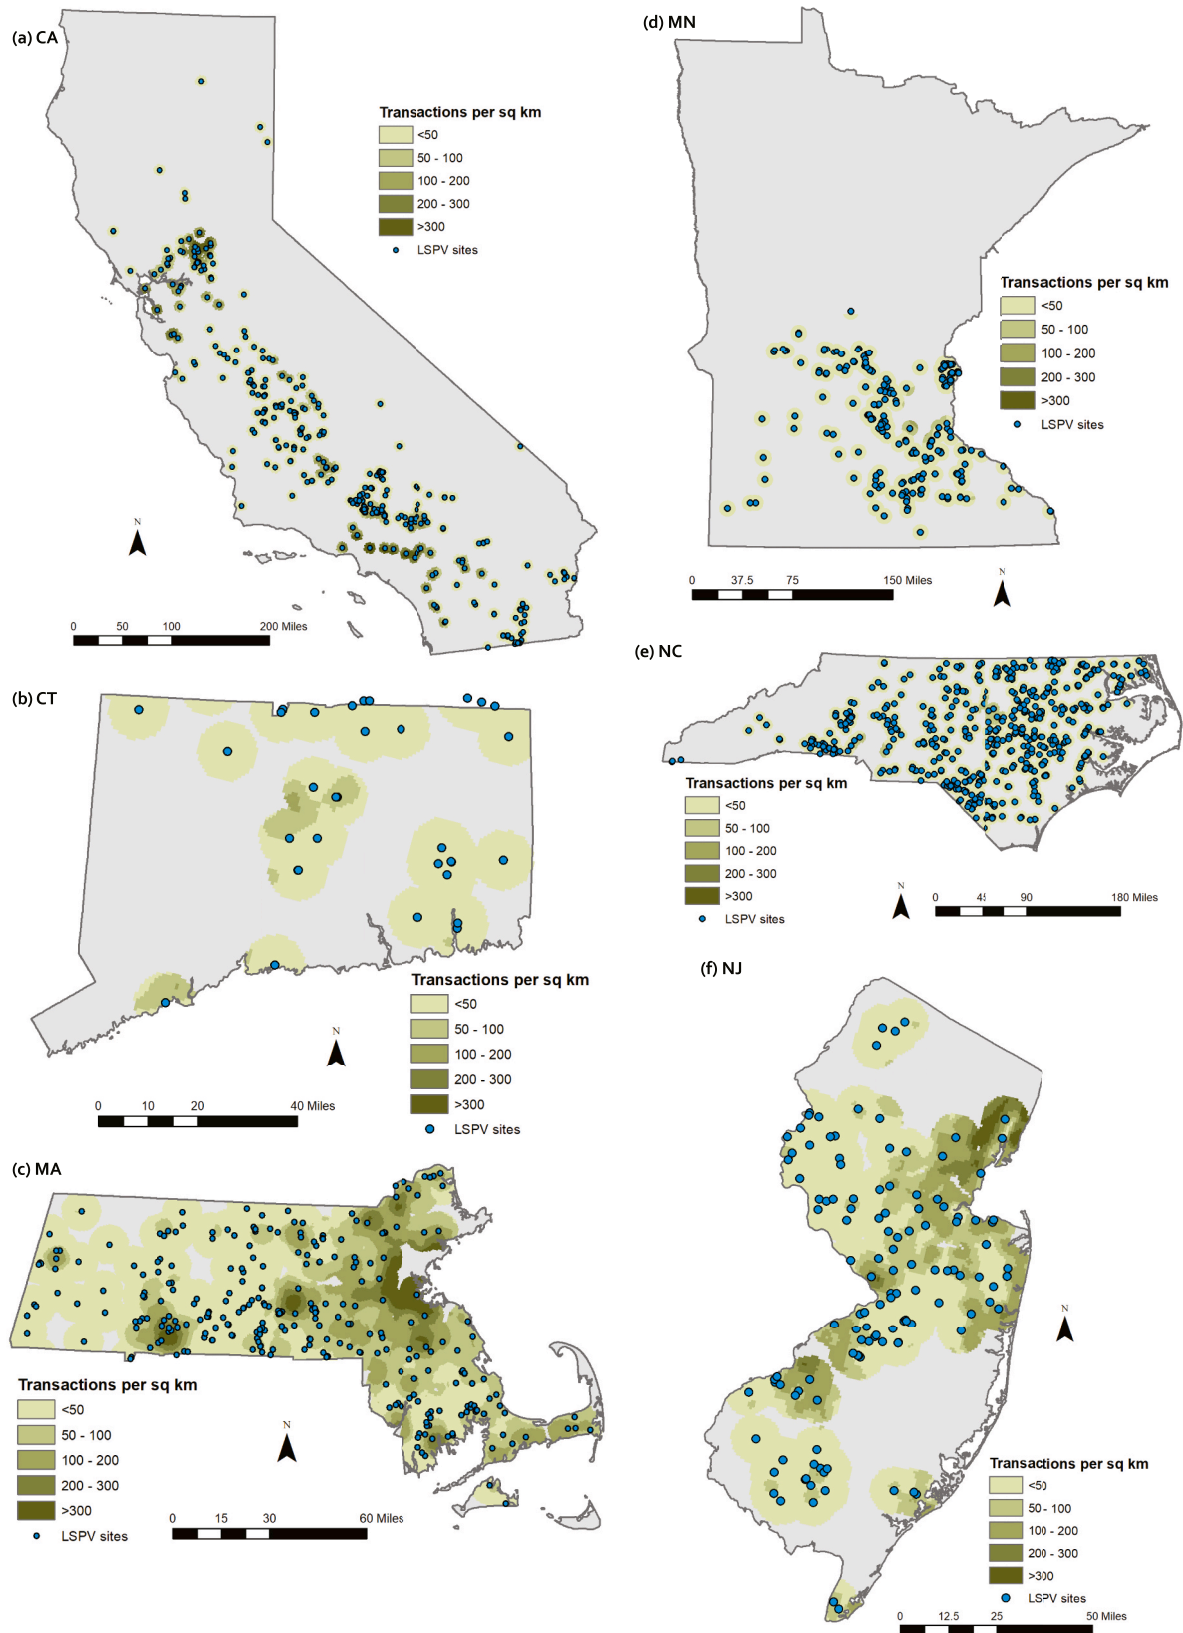 (a) CA
Transactions per sq km
<50
50 - 100
100 - 200
200 - 300
>300
LSPV sites
N
0 50 100 200 Miles
(b) CT
Transactions per sq km
<50
50 - 100
100 - 200
200 - 300
>300
LSPV sites
N
0 10 20 40 Miles
(c) MA
Transactions per sq km
<50
50 - 100
100 - 200
200 - 300
>300
LSPV sites
N
0 15 30 60 Miles
(d) MN
Transactions per sq km
<50
50 - 100
100 - 200
200 - 300
>300
LSPV sites
0 37.5 75 150 Miles
N
(e) NC
Transactions per sq km
<50
50 - 100
100 - 200
200 - 300
>300
LSPV sites
N
0 45 90 180 Miles
(f) NJ
N
Transactions per sq km
<50
50 - 100
100 - 200
200 - 300
>300
LSPV sites
0 12.5 25 50 Miles